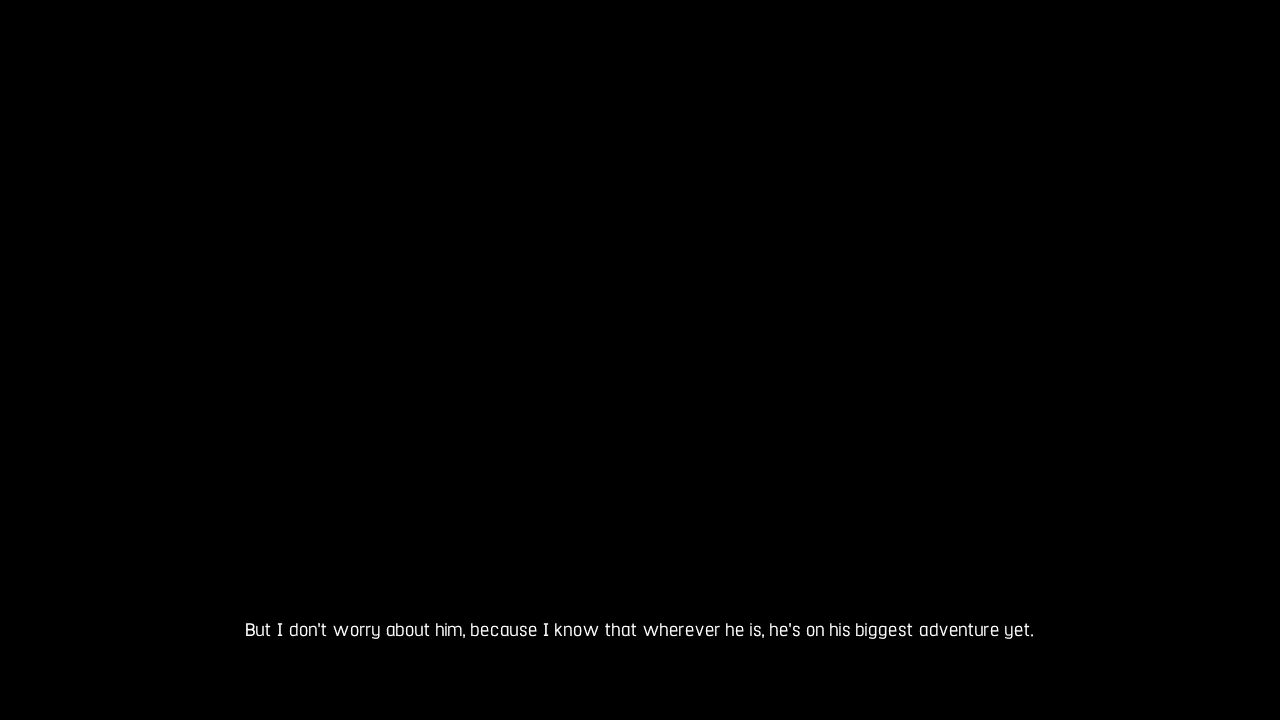 But I don't worry about him, because I know that wherever he is, he's on his biggest adventure yet.